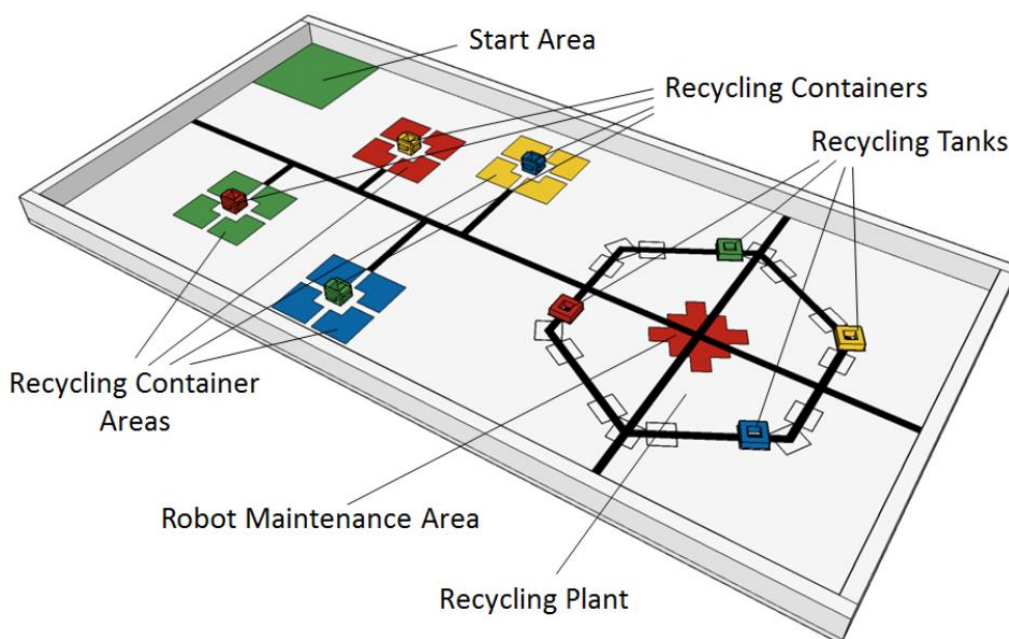 Start Area
Recycling Containers
Recycling Tanks
Recycling Container
Areas
Robot Maintenance Area
Recycling Plant